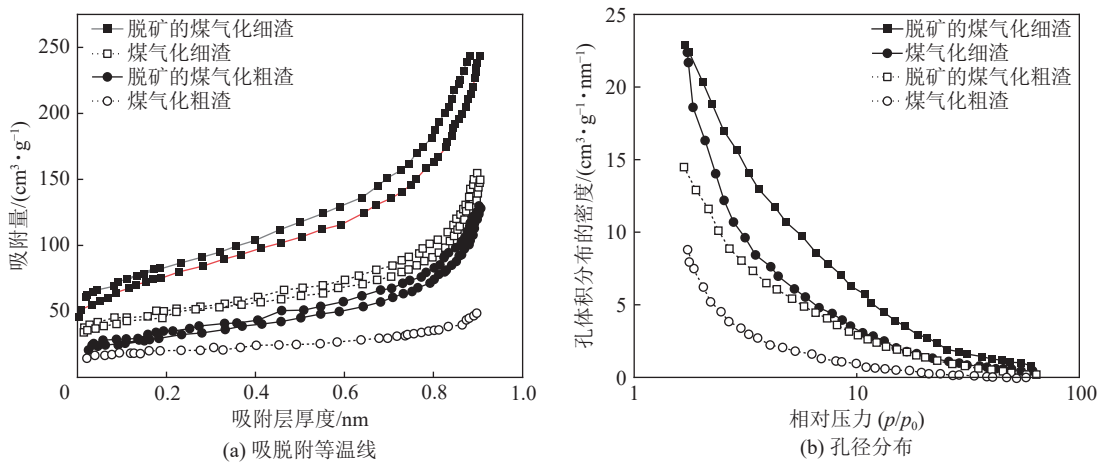 250
200
150
100
50
0
0.2
0.4
0.6
0.8
1.0
吸附量/(cm³·g⁻¹)
脱矿的煤气化细渣
煤气化细渣
脱矿的煤气化粗渣
煤气化粗渣
吸附层厚度/nm
(a) 吸脱附等温线
25
20
15
10
5
0
1
10
100
孔体积分布的密度/(cm³·g⁻¹·nm⁻¹)
脱矿的煤气化细渣
煤气化细渣
脱矿的煤气化粗渣
煤气化粗渣
相对压力 (p/p₀)
(b) 孔径分布